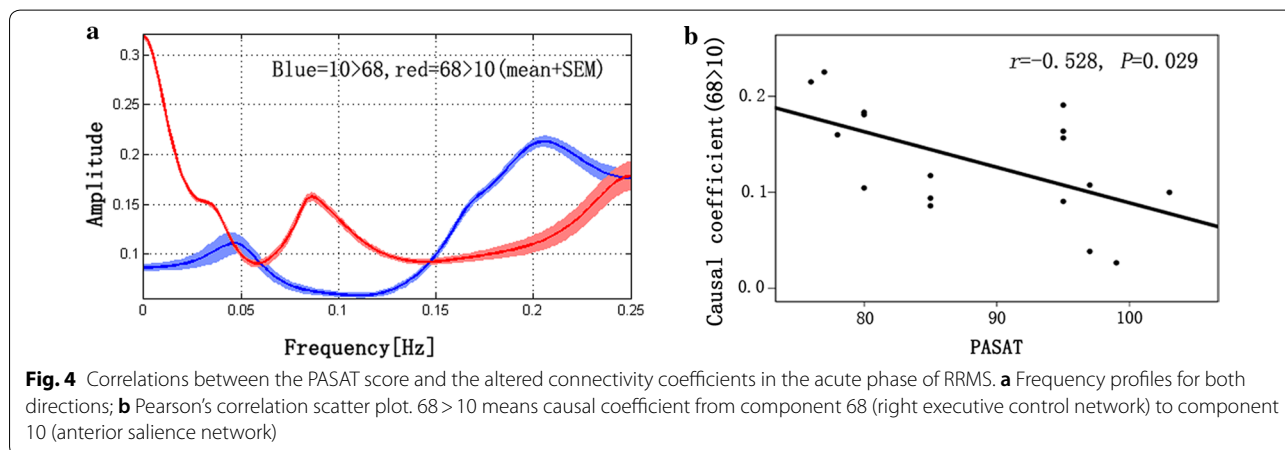 a
Blue=10>68, red=68>10(mean+SEM)
Amplitude
0.3
0.25
0.2
0.15
0.1
0
0.05
0.1
0.15
0.2
0.25
Frequency[Hz]
b
r=-0.528, P=0.029
Causal coefficient(68>10)
0.2
0.1
0.0
80
90
100
PASAT
Fig. 4 Correlations between the PASAT score and the altered connectivity coefficients in the acute phase of RRMS. a Frequency profiles for both
directions; b Pearson's correlation scatter plot. 68 > 10 means causal coefficient from component 68 (right executive control network) to component
10 (anterior salience network)